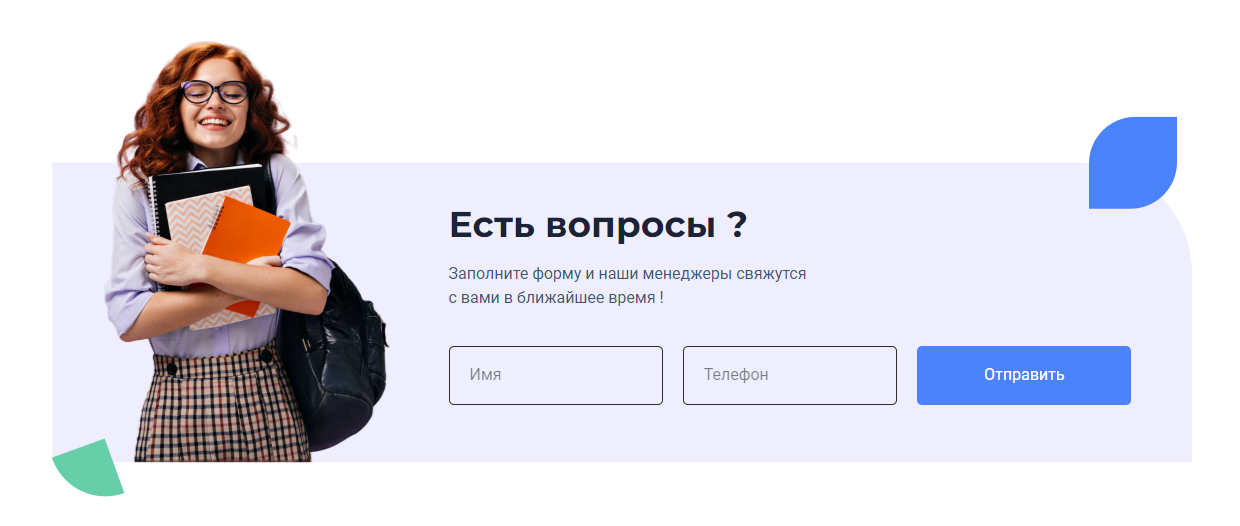 Есть вопросы ?
Заполните форму и наши менеджеры свяжутся
с вами в ближайшее время !
Имя
Телефон
Отправить